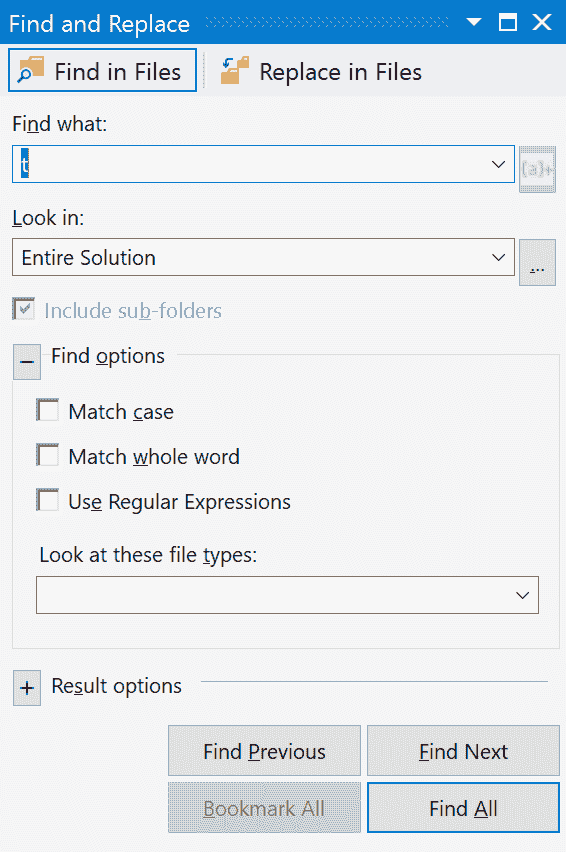 Find and Replace
Find in Files Replace in Files
Find what:
t
(a)+
Look in:
Entire Solution
...
Include sub-folders
Find options
Match case
Match whole word
Use Regular Expressions
Look at these file types:
Result options
Find Previous Find Next
Bookmark All Find All